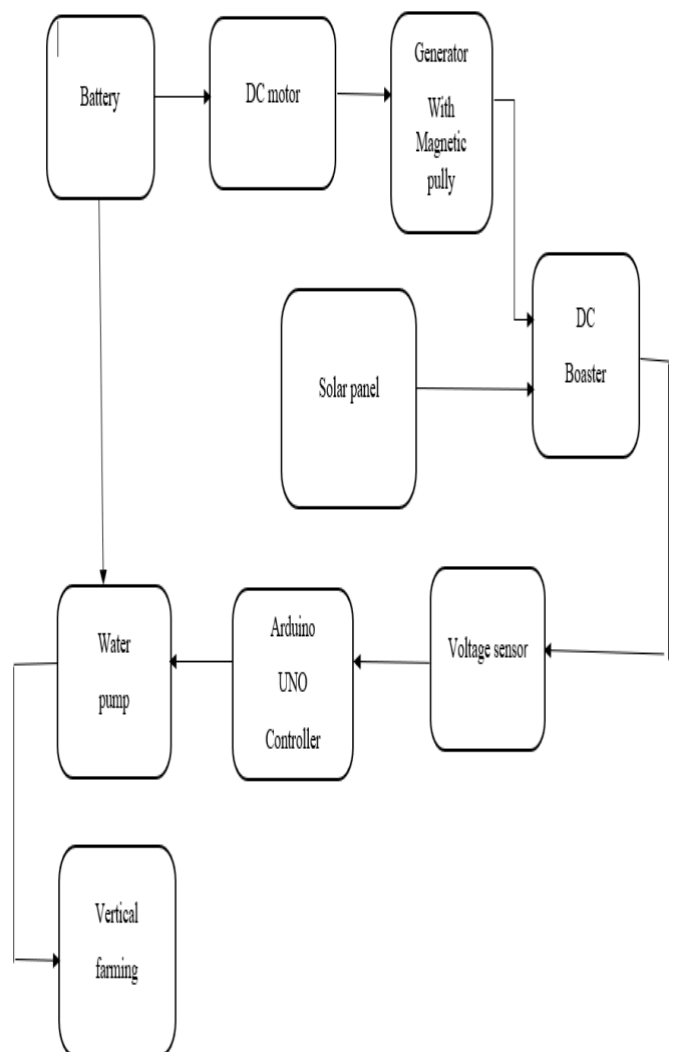 Battery
DC motor
Generator
With
Magnetic
pully
DC
Boaster
Solar panel
Water
pump
Arduino
UNO
Controller
Voltage sensor
Vertical
farming